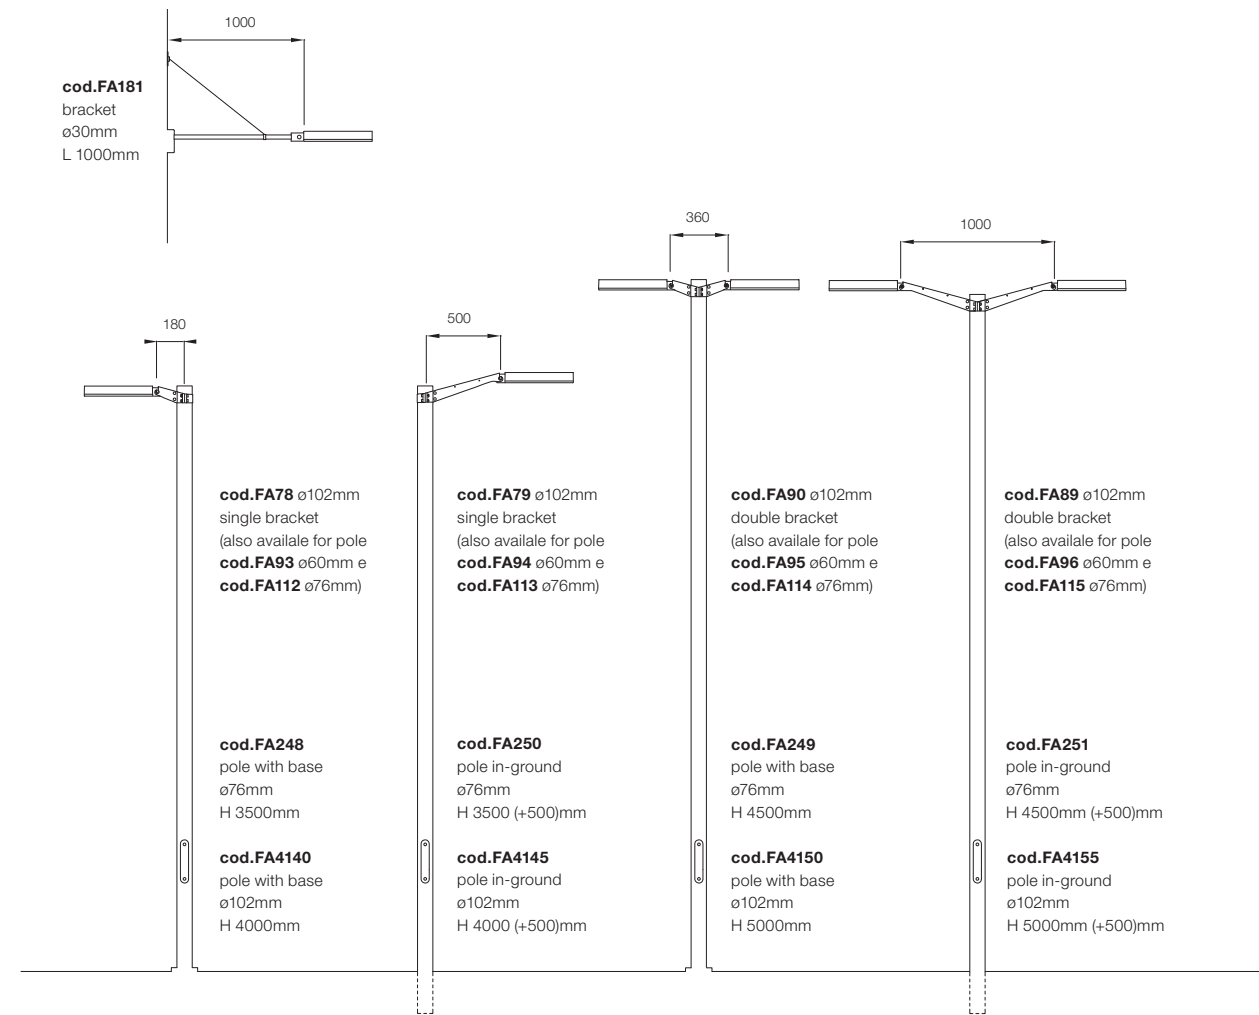 1000
cod.FA181
bracket
ø30mm
L 1000mm
360
1000
180
500
cod.FA78 ø102mm
single bracket
(also availale for pole
cod.FA93 ø60mm e
cod.FA112 ø76mm)
cod.FA79 ø102mm
single bracket
(also availale for pole
cod.FA94 ø60mm e
cod.FA113 ø76mm)
cod.FA90 ø102mm
double bracket
(also availale for pole
cod.FA95 ø60mm e
cod.FA114 ø76mm)
cod.FA89 ø102mm
double bracket
(also availale for pole
cod.FA96 ø60mm e
cod.FA115 ø76mm)
cod.FA248
pole with base
ø76mm
H 3500mm
cod.FA250
pole in-ground
ø76mm
H 3500 (+500)mm
cod.FA249
pole with base
ø76mm
H 4500mm
cod.FA251
pole in-ground
ø76mm
H 4500mm (+500)mm
cod.FA4140
pole with base
ø102mm
H 4000mm
cod.FA4145
pole in-ground
ø102mm
H 4000 (+500)mm
cod.FA4150
pole with base
ø102mm
H 5000mm
cod.FA4155
pole in-ground
ø102mm
H 5000mm (+500)mm